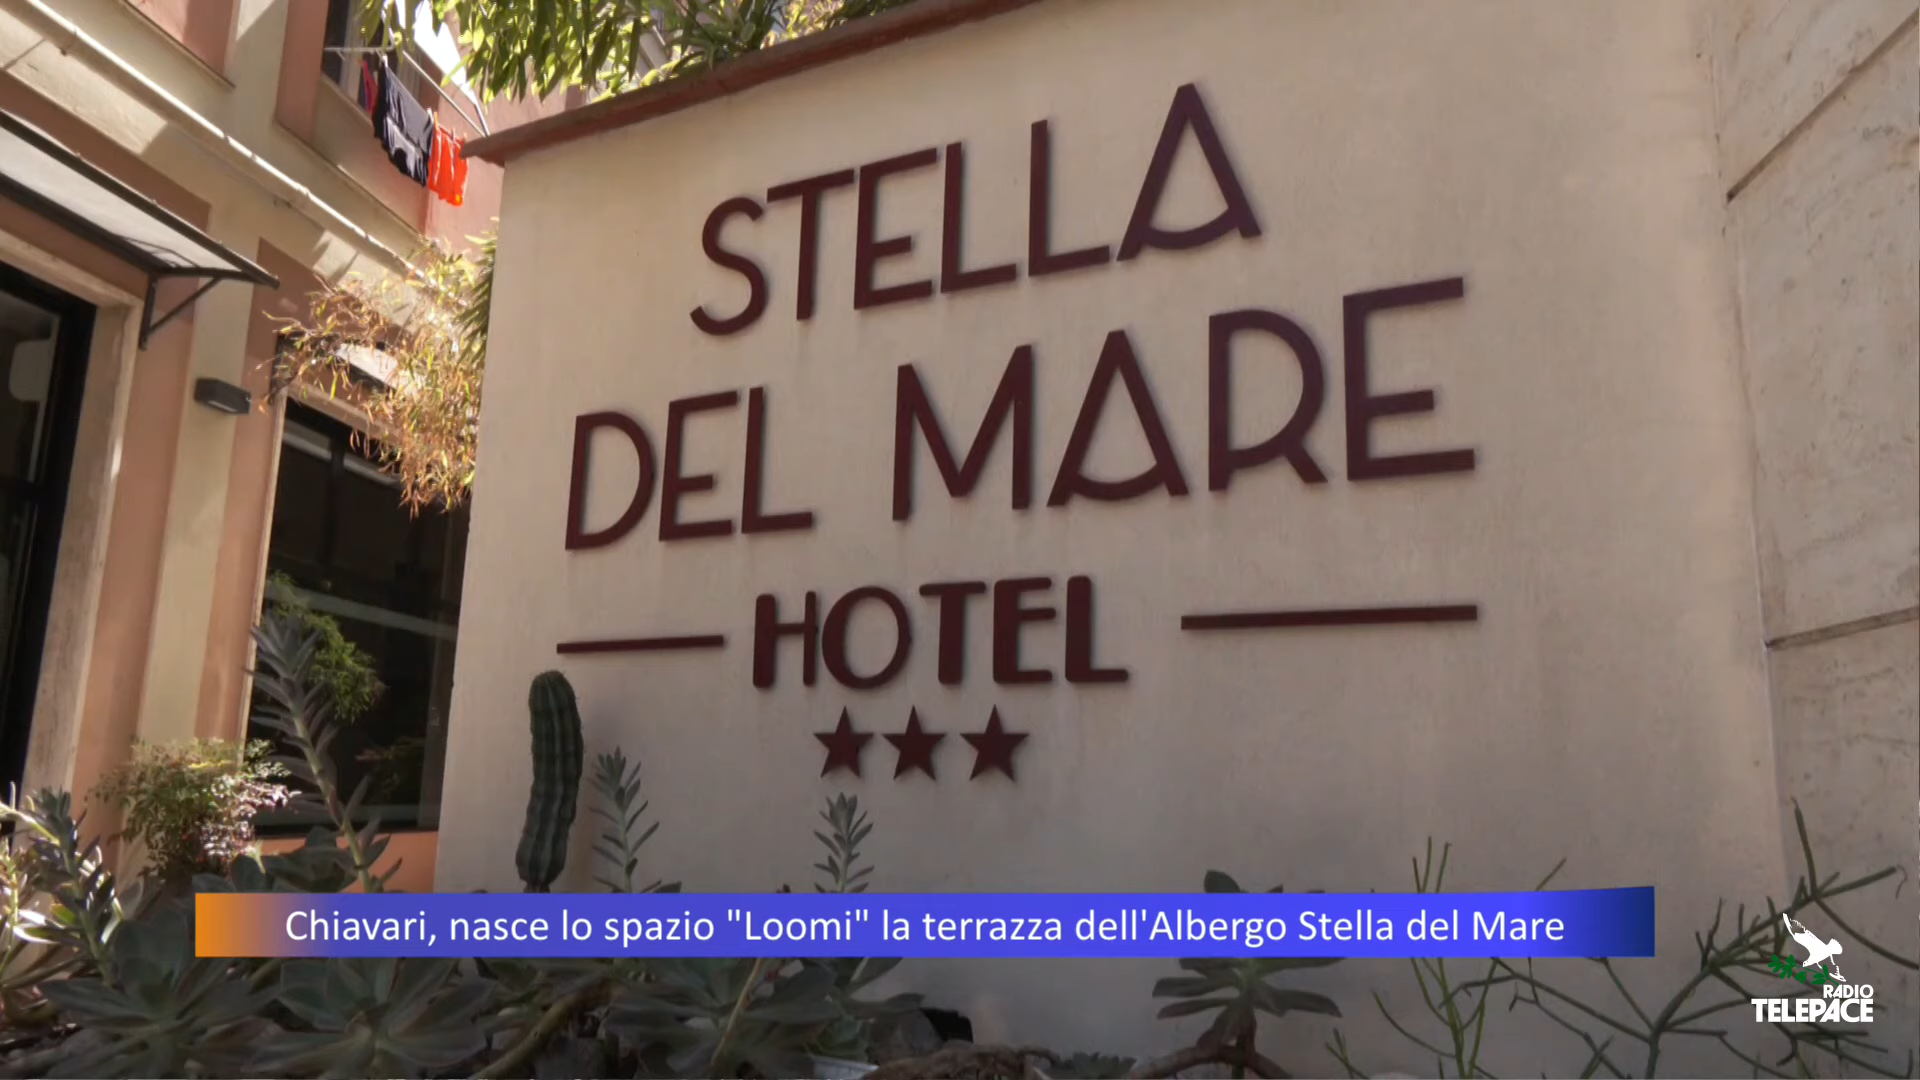 STELLA
DEL MARE
HOTEL
Chiavari, nasce lo spazio "Loomi" la terrazza dell'Albergo Stella del Mare
RADIO
TELEPACE